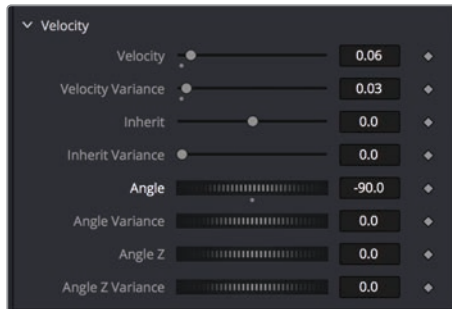 Velocity
Velocity 0.06
Velocity Variance 0.03
Inherit 0.0
Inherit Variance 0.0
Angle -90.0
Angle Variance 0.0
Angle Z 0.0
Angle Z Variance 0.0